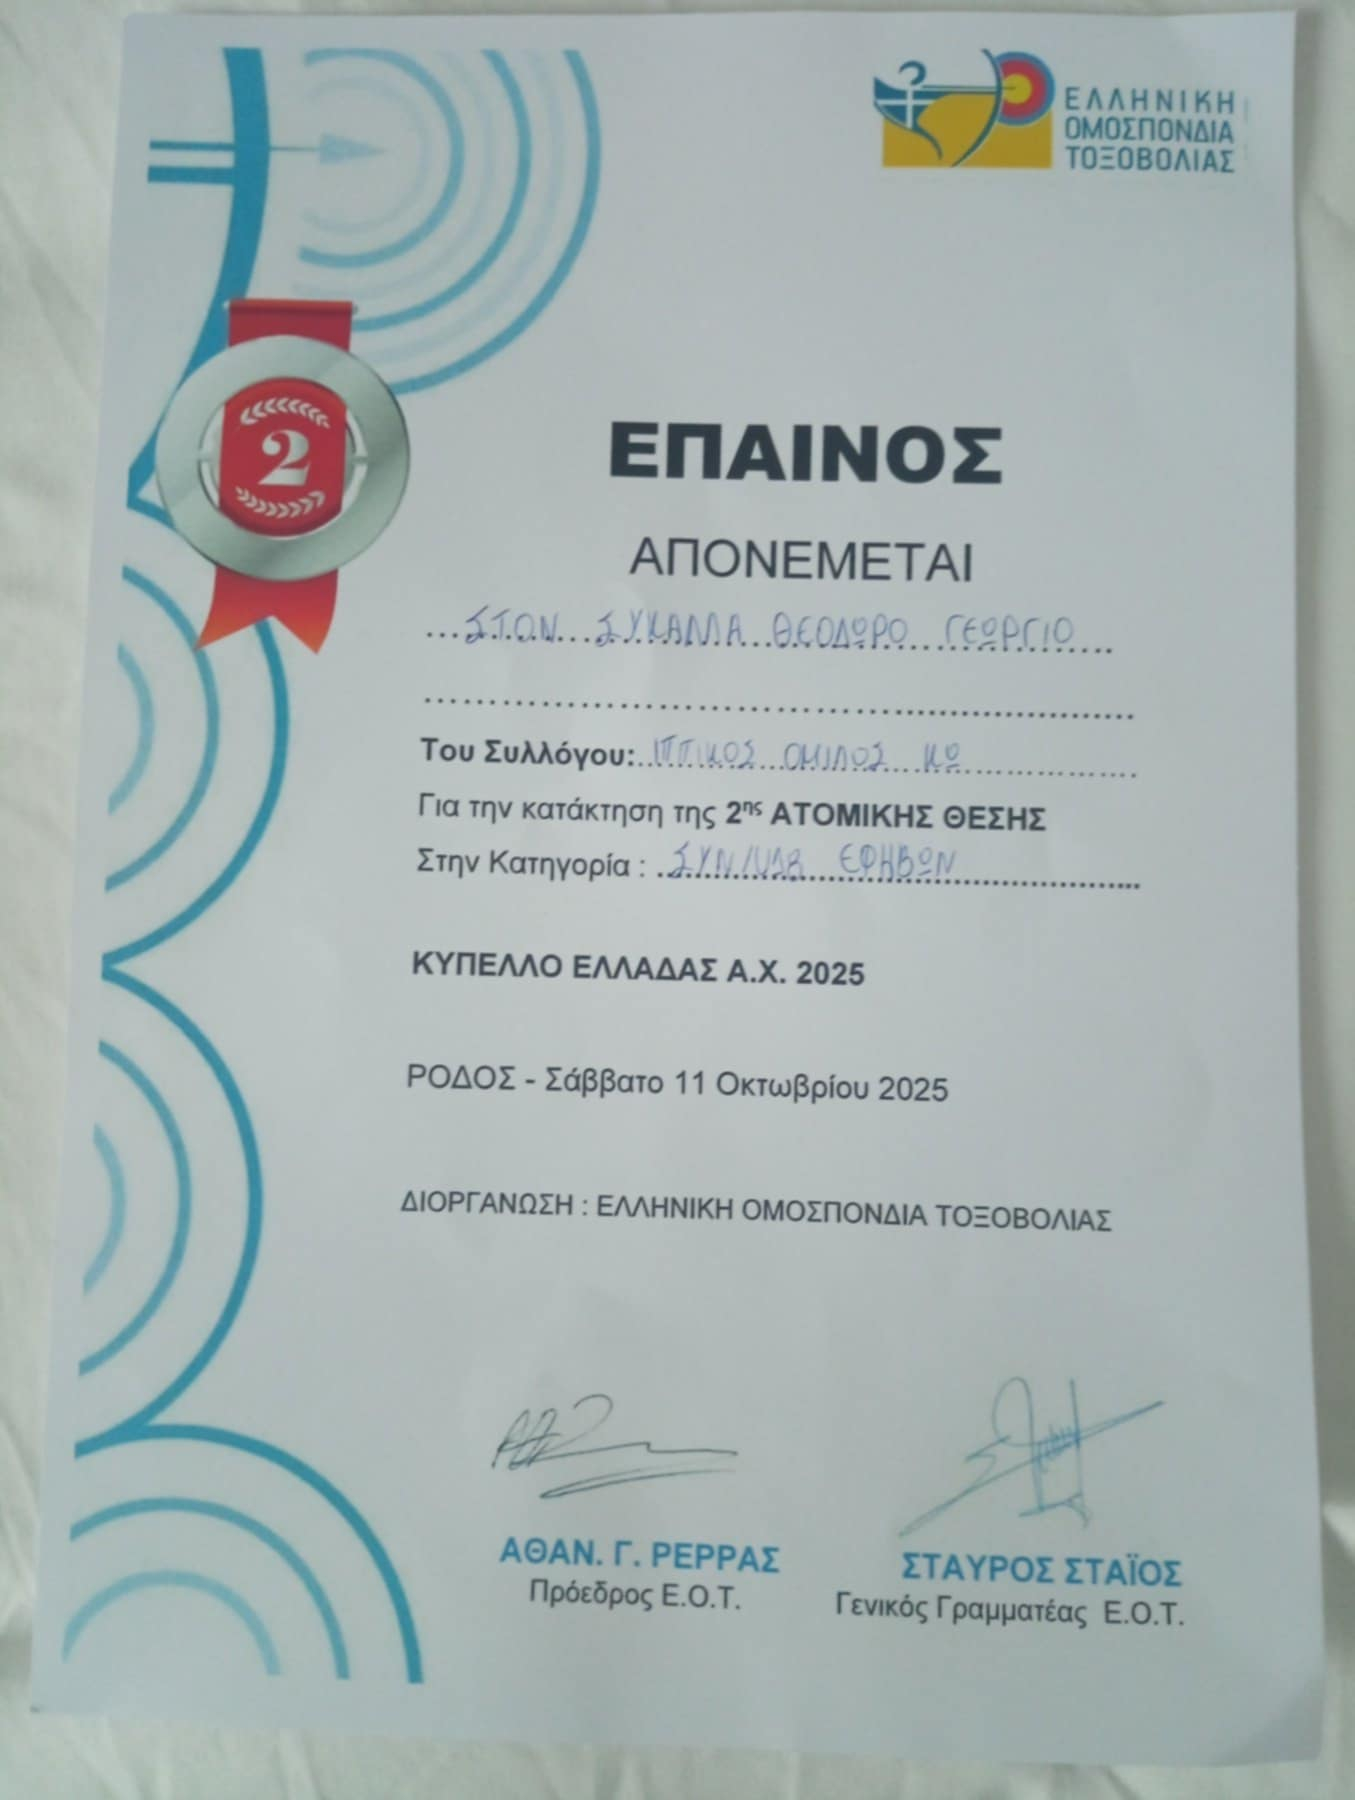 ΕΛΛΗΝΙΚΗ
ΟΜΟΣΠΟΝΔΙΑ
ΤΟΞΟΒΟΛΙΑΣ
2
ΕΠΑΙΝΟΣ
ΑΠΟΝΕΜΕΤΑΙ
ΣΤΟΝ ΣΥΚΑΛΛΑ ΘΕΟΔΩΡΟ ΓΕΩΡΓΙΟ
Του Συλλόγου: ΙΠΠΙΚΟΣ ΟΜΙΛΟΣ ΚΩ
Για την κατάκτηση της 2ης ΑΤΟΜΙΚΗΣ ΘΕΣΗΣ
Στην Κατηγορία : ΣΥΝ/U18 ΕΦΗΒΩΝ
ΚΥΠΕΛΛΟ ΕΛΛΑΔΑΣ Α.Χ. 2025
ΡΟΔΟΣ - Σάββατο 11 Οκτωβρίου 2025
ΔΙΟΡΓΑΝΩΣΗ : ΕΛΛΗΝΙΚΗ ΟΜΟΣΠΟΝΔΙΑ ΤΟΞΟΒΟΛΙΑΣ
ΑΘΑΝ. Γ. ΡΕΡΡΑΣ
Πρόεδρος Ε.Ο.Τ.
ΣΤΑΥΡΟΣ ΣΤΑΪΟΣ
Γενικός Γραμματέας Ε.Ο.Τ.